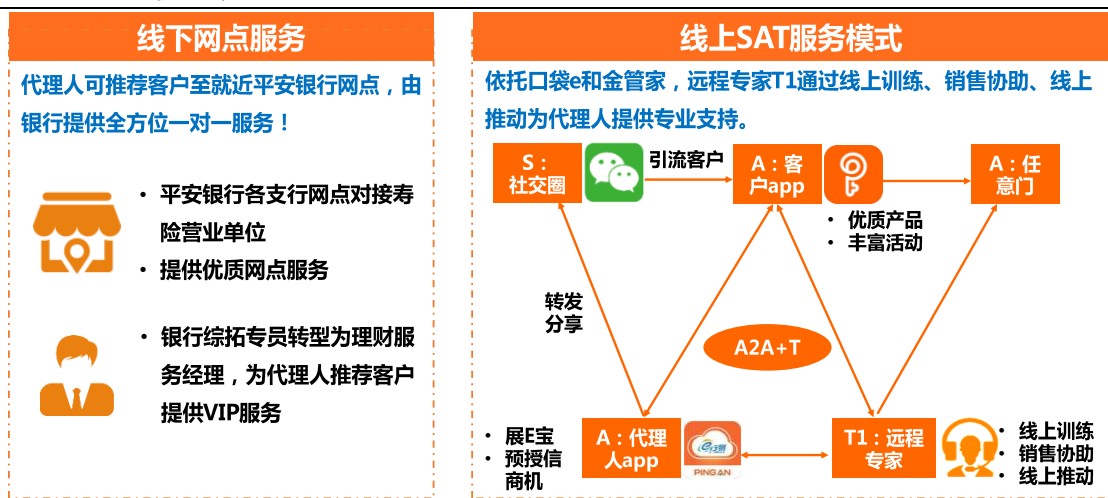 线下网点服务
代理人可推荐客户至就近平安银行网点，由
银行提供全方位一对一服务！
• 平安银行各支行网点对接寿
险营业单位
• 提供优质网点服务
• 银行综拓专员转型为理财服
务经理，为代理人推荐客户
提供VIP服务
线上SAT服务模式
依托口袋e和金管家，远程专家T1通过线上训练、销售协助、线上
推动为代理人提供专业支持。
S：
社交圈
引流客户
A：客
户app
A：任
意门
• 优质产品
• 丰富活动
转发
分享
A2A+T
• 展E宝
• 预授信
商机
A：代理
人app
PING AN
T1：远程
专家
• 线上训练
• 销售协助
• 线上推动